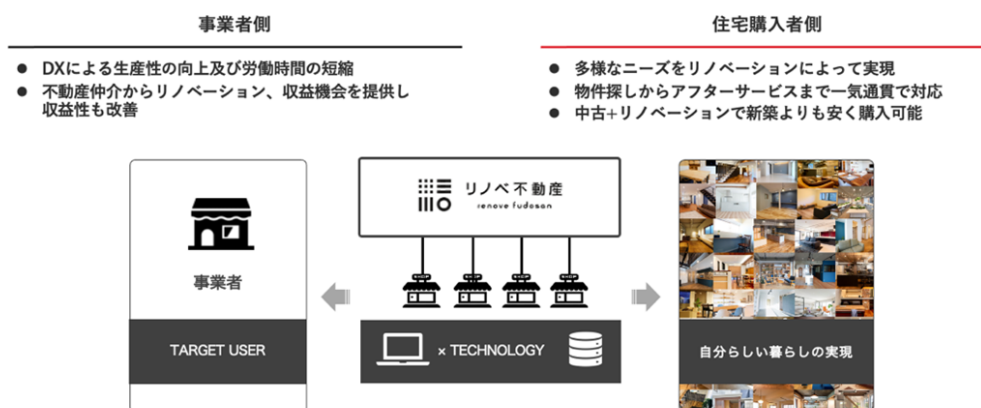 事業者側
● DXによる生産性の向上及び労働時間の短縮
● 不動産仲介からリノベーション、収益機会を提供し
収益性も改善
住宅購入者側
● 多様なニーズをリノベーションによって実現
● 物件探しからアフターサービスまで一気通貫で対応
● 中古+リノベーションで新築よりも安く購入可能
事業者
TARGET USER
リノベ不動産
renove fudosan
SHOP
SHOP
SHOP
SHOP
× TECHNOLOGY
自分らしい暮らしの実現